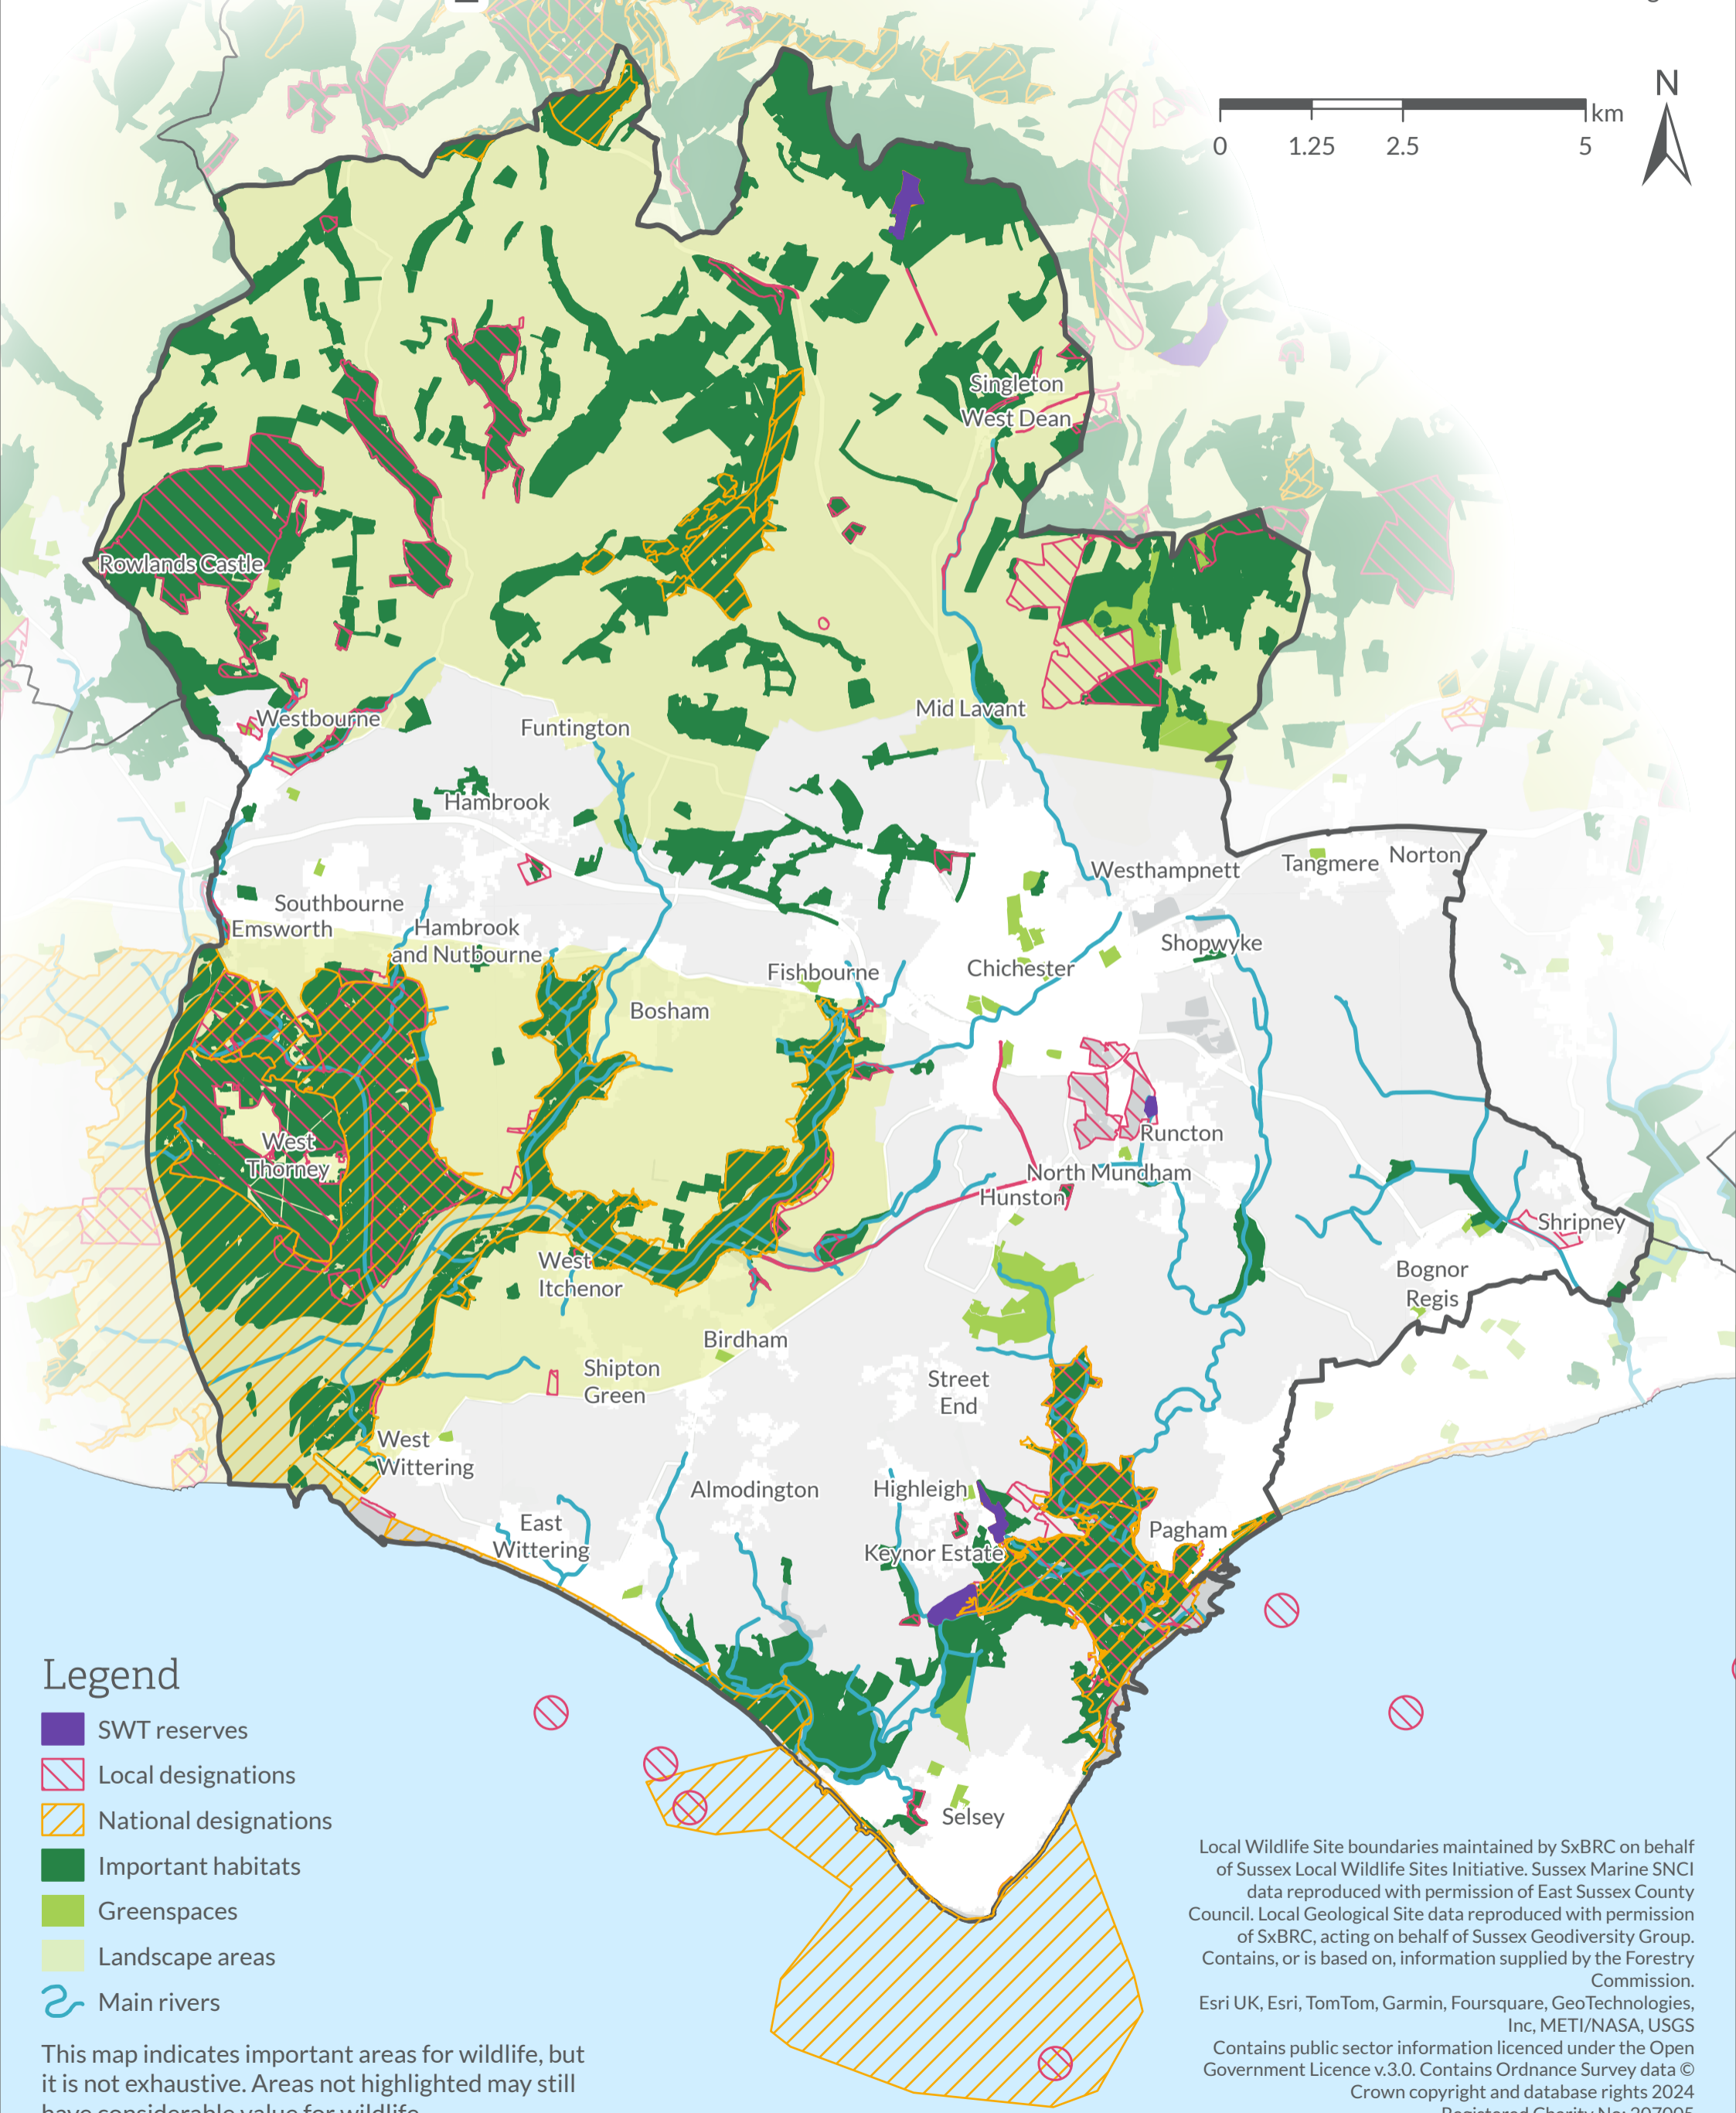 N
km
0 1.25 2.5 5
Singleton
West Dean
Rowlands Castle
Mid Lavant
Westbourne
Funtington
Hambrook
Westhampnett
Tangmere
Norton
Southbourne
Emsworth
Hambrook
and Nutbourne
Shopwyke
Fishbourne
Chichester
Bosham
West
Thorney
Runcton
North Mundham
Hunston
Shripney
West
Itchenor
Bognor
Regis
Birdham
Shipton
Green
Street
End
West
Wittering
Almodington
Highleigh
East
Wittering
Pagham
Keynor Estate
Selsey
Legend
SWT reserves
Local designations
National designations
Important habitats
Greenspaces
Landscape areas
Main rivers
This map indicates important areas for wildlife, but
it is not exhaustive. Areas not highlighted may still
have considerable value for wildlife
Local Wildlife Site boundaries maintained by SxBRC on behalf
of Sussex Local Wildlife Sites Initiative. Sussex Marine SNCI
data reproduced with permission of East Sussex County
Council. Local Geological Site data reproduced with permission
of SxBRC, acting on behalf of Sussex Geodiversity Group.
Contains, or is based on, information supplied by the Forestry
Commission.
Esri UK, Esri, TomTom, Garmin, Foursquare, GeoTechnologies,
Inc, METI/NASA, USGS
Contains public sector information licenced under the Open
Government Licence v.3.0. Contains Ordnance Survey data ©
Crown copyright and database rights 2024
Registered Charity No: 207005